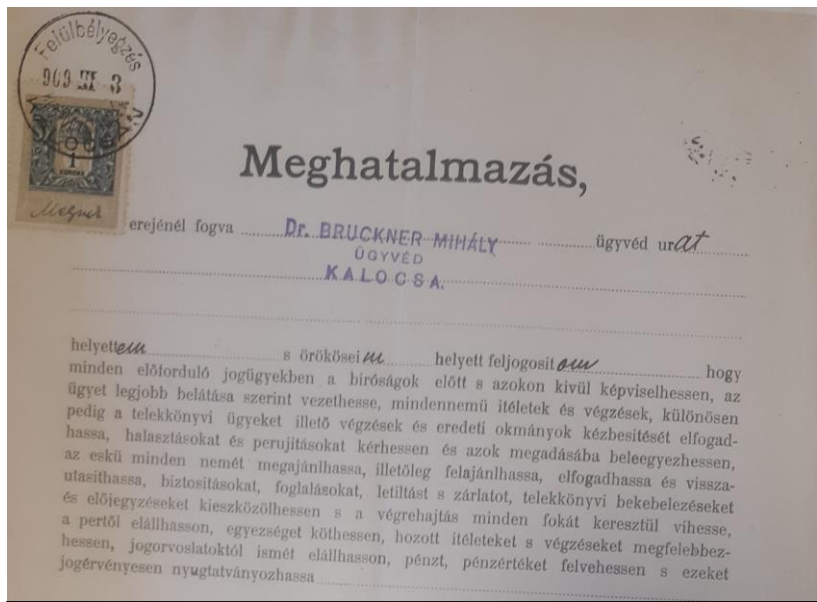 Felülbélyegzés
909 III 3
1
KORONA
Meghatalmazás,
erejénél fogva Dr. BRUCKNER MIHÁLY ügyvéd urat
ÜGYVÉD
KALOCSA.
helyettem s örököseim helyett feljogositom hogy
minden előforduló jogügyekben a biróságok előtt s azokon kivül képviselhessen, az
ügyet legjobb belátása szerint vezethesse, mindennemü itéletek és végzések, különösen
pedig a telekkönyvi ügyeket illető végzések és eredeti okmányok kézbesitését elfogad-
hassa, halasztásokat és perujitásokat kérhessen és azok megadásába beleegyezhessen,
az eskü minden nemét megajánlhassa, illetőleg felajánlhassa, elfogadhassa és vissza-
utasithassa, biztositásokat, foglalásokat, letiltást s zárlatot, telekkönyvi bekebelezéseket
és előjegyzéseket kieszközölhessen s a végrehajtás minden fokát keresztül vihesse,
a pertől elállhasson, egyezséget köthessen, hozott itéleteket s végzéseket megfelebbez-
hessen, jogorvoslatoktól ismét elállhasson, pénzt, pénzértéket felvehessen s ezeket
jogérvényesen nyugtatványozhassa